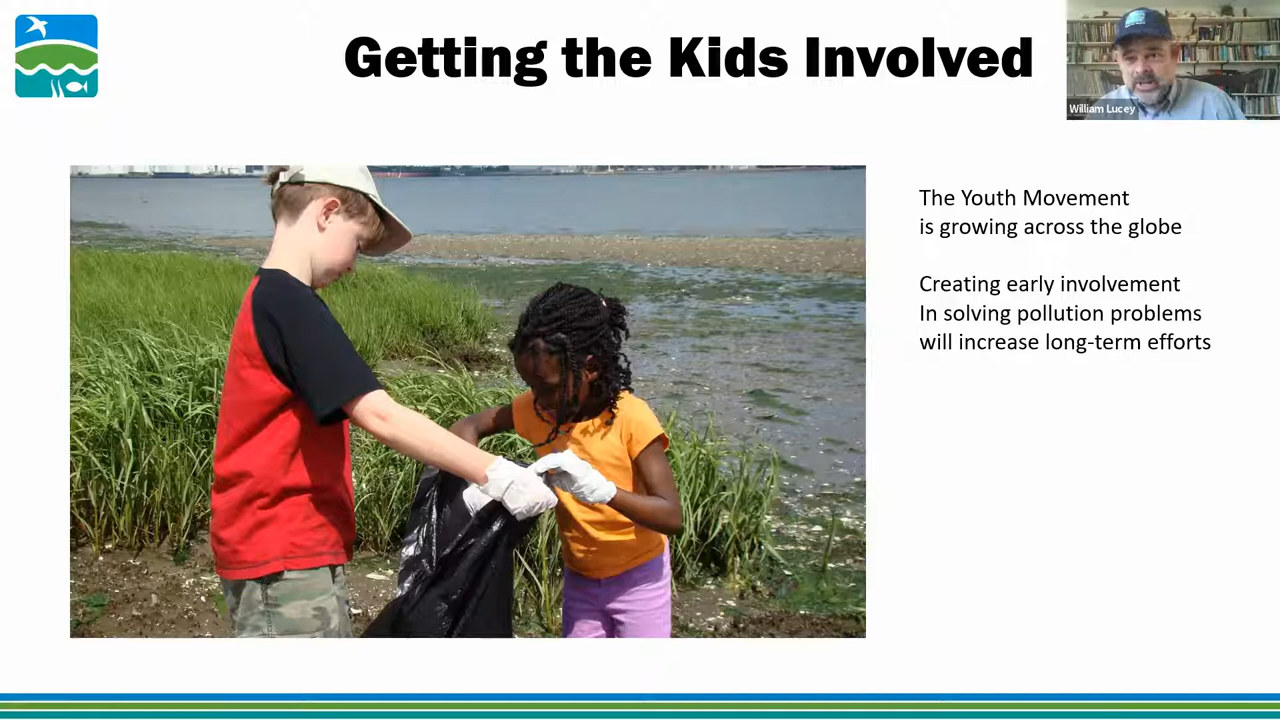 Getting the Kids Involved
William Lucey
The Youth Movement
is growing across the globe
Creating early involvement
In solving pollution problems
will increase long-term efforts